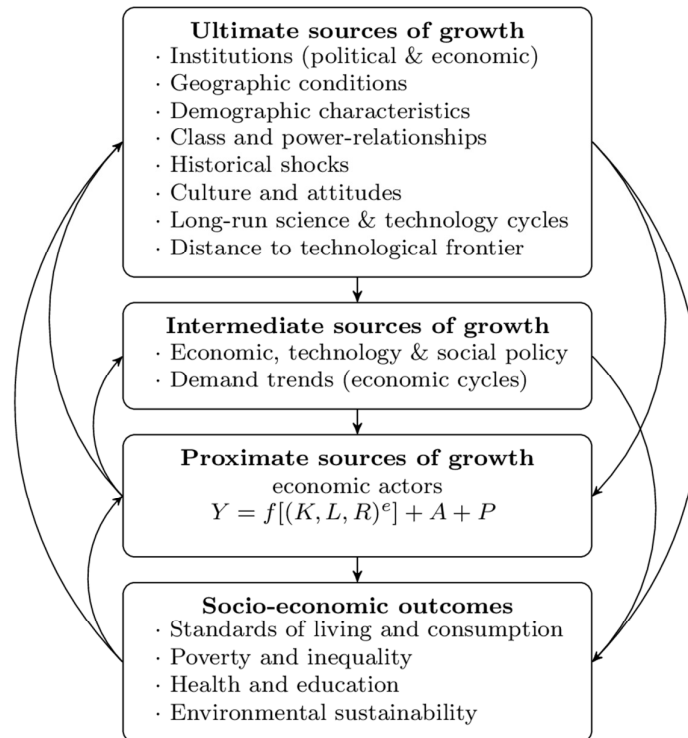 Ultimate sources of growth
· Institutions (political & economic)
· Geographic conditions
· Demographic characteristics
· Class and power-relationships
· Historical shocks
· Culture and attitudes
· Long-run science & technology cycles
· Distance to technological frontier
Intermediate sources of growth
· Economic, technology & social policy
· Demand trends (economic cycles)
Proximate sources of growth
economic actors
Y = f[(K, L, R)^e] + A + P
Socio-economic outcomes
· Standards of living and consumption
· Poverty and inequality
· Health and education
· Environmental sustainability